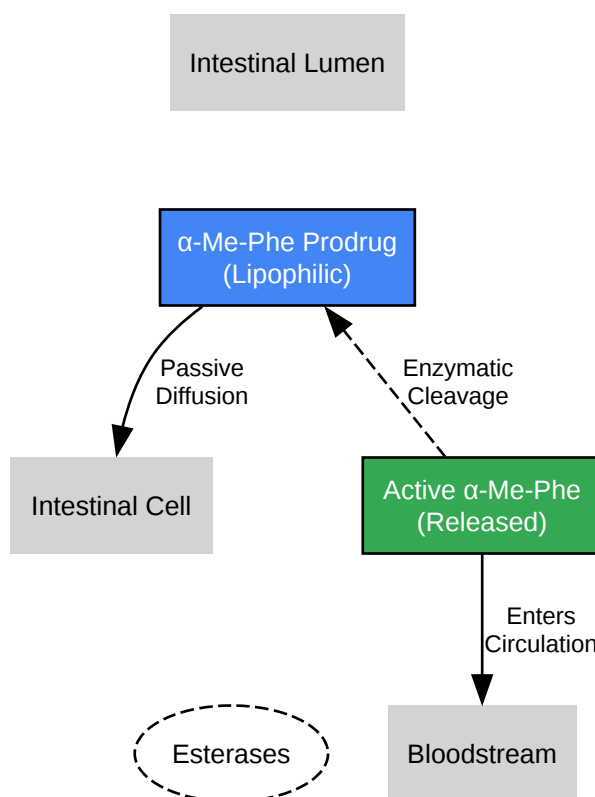 Intestinal Lumen
α-Me-Phe Prodrug
(Lipophilic)
Passive
Diffusion
Enzymatic
Cleavage
Intestinal Cell
Active α-Me-Phe
(Released)
Enters
Circulation
Esterases
Bloodstream